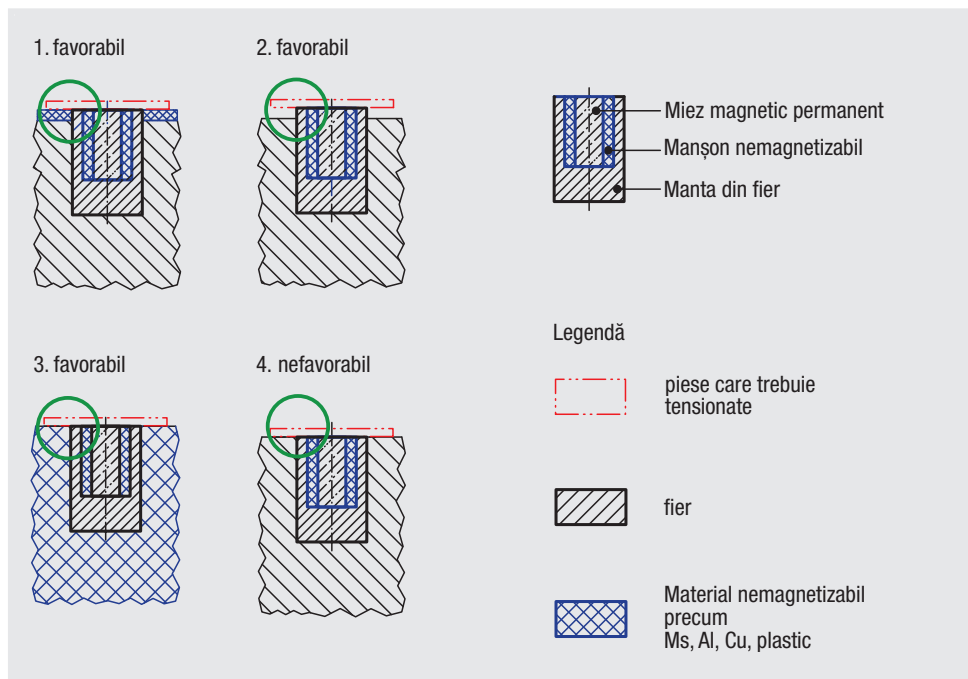 1. favorabil
2. favorabil
Miez magnetic permanent
Manșon nemagnetizabil
Manta din fier
3. favorabil
4. nefavorabil
Legendă
piese care trebuie
tensionate
fier
Material nemagnetizabil
precum
Ms, Al, Cu, plastic